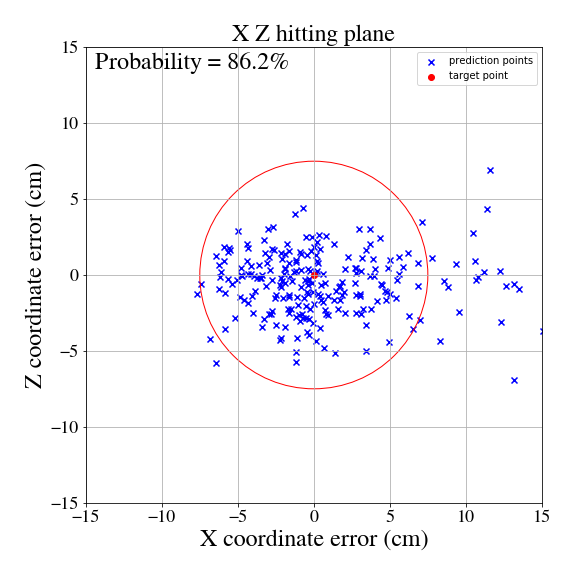 X Z hitting plane
Probability = 86.2%
prediction points
target point
15
10
5
0
−5
−10
−15
Z coordinate error (cm)
−15
−10
−5
0
5
10
15
X coordinate error (cm)